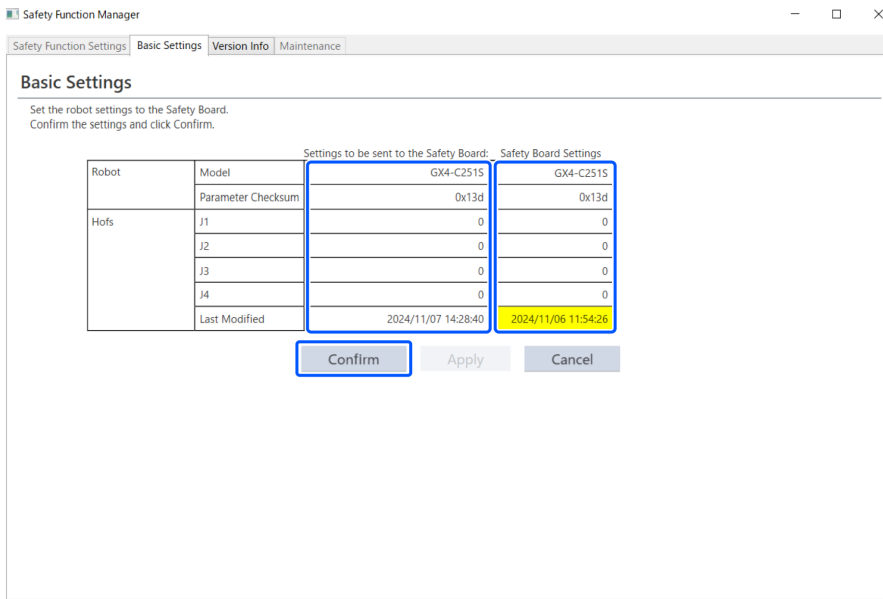 Safety Function Manager
Safety Function Settings Basic Settings Version Info Maintenance
Basic Settings
Set the robot settings to the Safety Board.
Confirm the settings and click Confirm.
Settings to be sent to the Safety Board: Safety Board Settings
Robot Model GX4-C251S GX4-C251S
Parameter Checksum 0x13d 0x13d
Hofs J1 0 0
J2 0 0
J3 0 0
J4 0 0
Last Modified 2024/11/07 14:28:40 2024/11/06 11:54:26
Confirm Apply Cancel